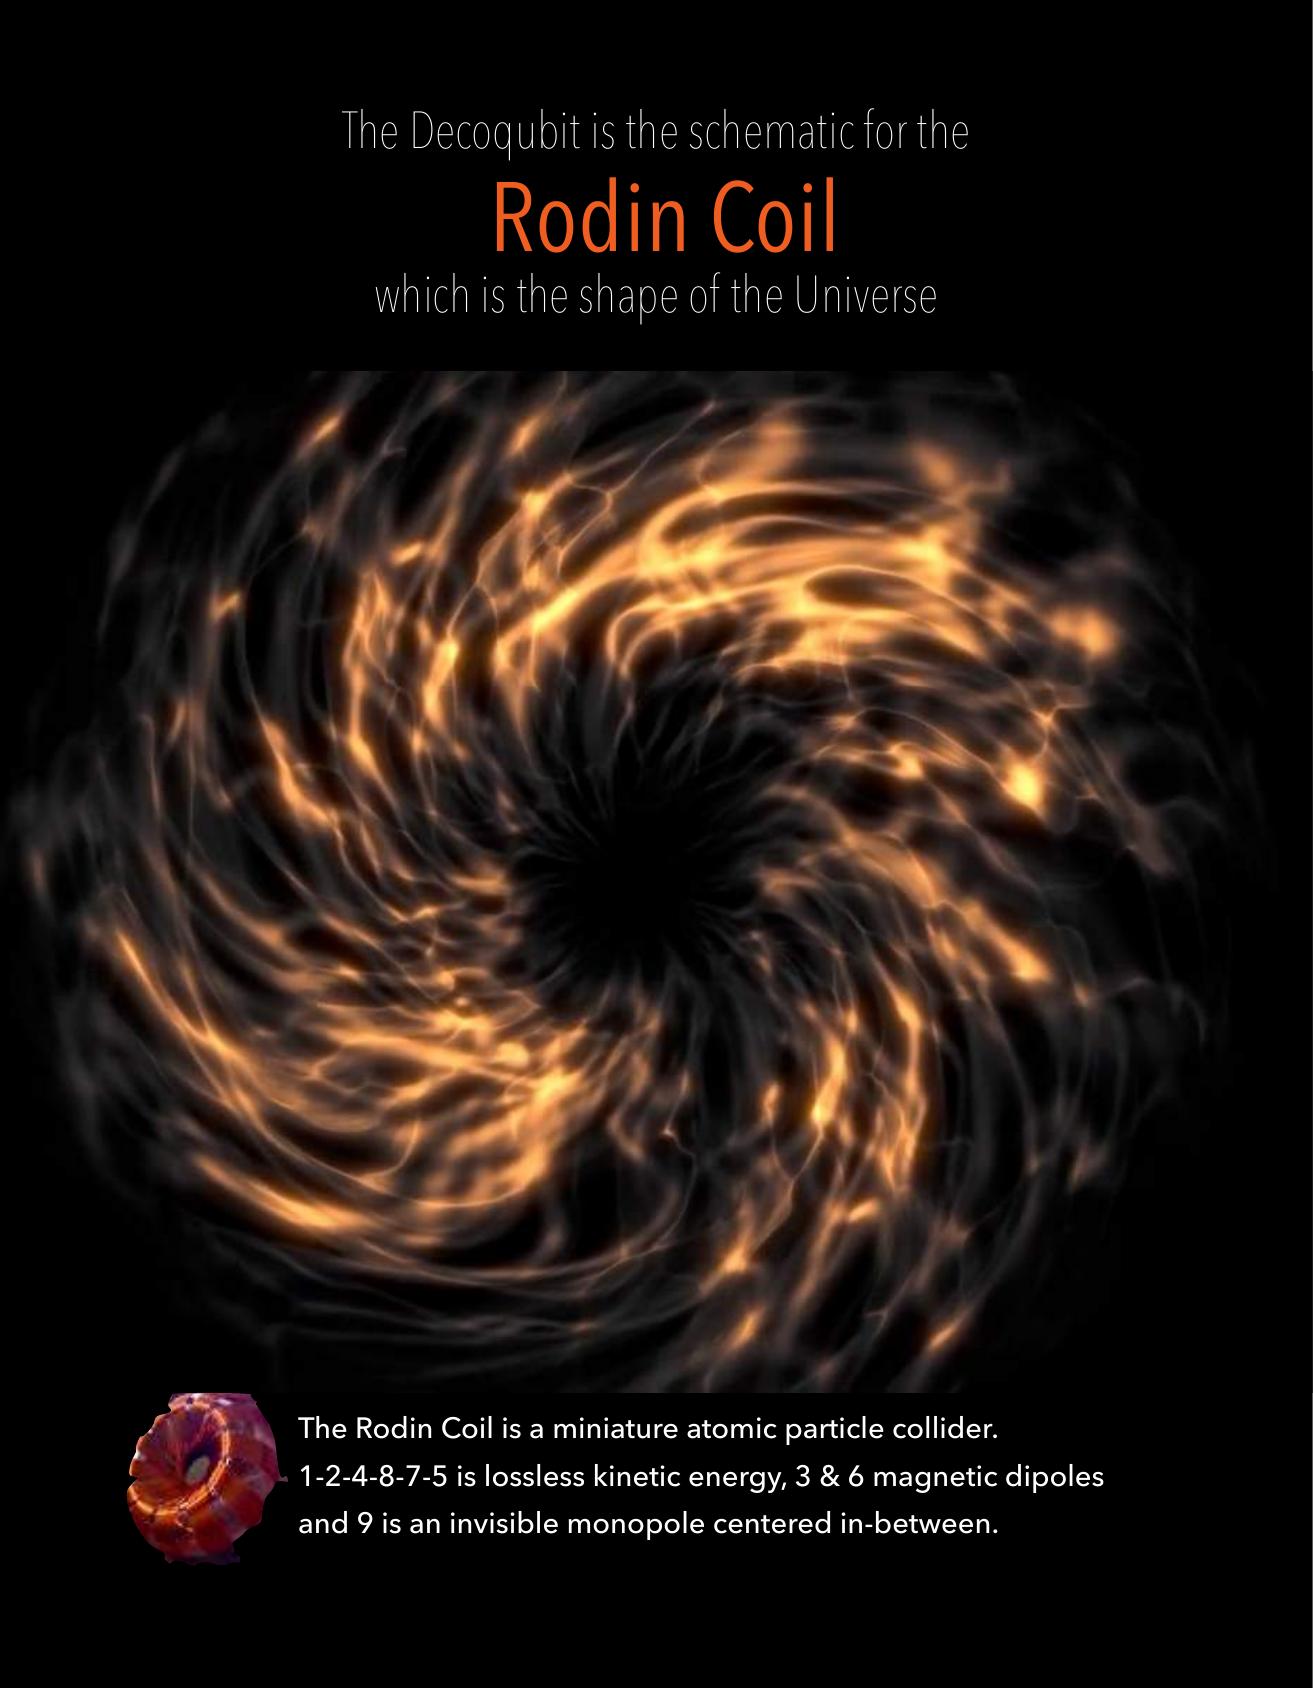 The Decoqubit is the schematic for the
Rodin Coil
which is the shape of the Universe
The Rodin Coil is a miniature atomic particle collider.
1-2-4-8-7-5 is lossless kinetic energy, 3 & 6 magnetic dipoles
and 9 is an invisible monopole centered in-between.